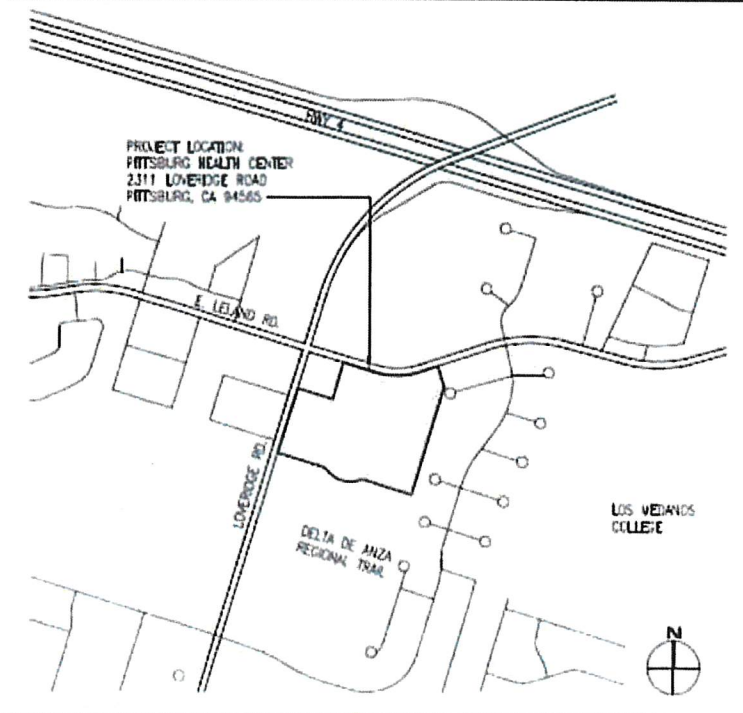 HWY 4
PROJECT LOCATION:
PITTSBURG HEALTH CENTER
2311 LOVERIDGE ROAD
PITTSBURG, CA 94565
E. LELAND RD.
LOVERIDGE RD.
DELTA DE ANZA
REGIONAL TRAIL
LOS MEDANOS
COLLEGE
N